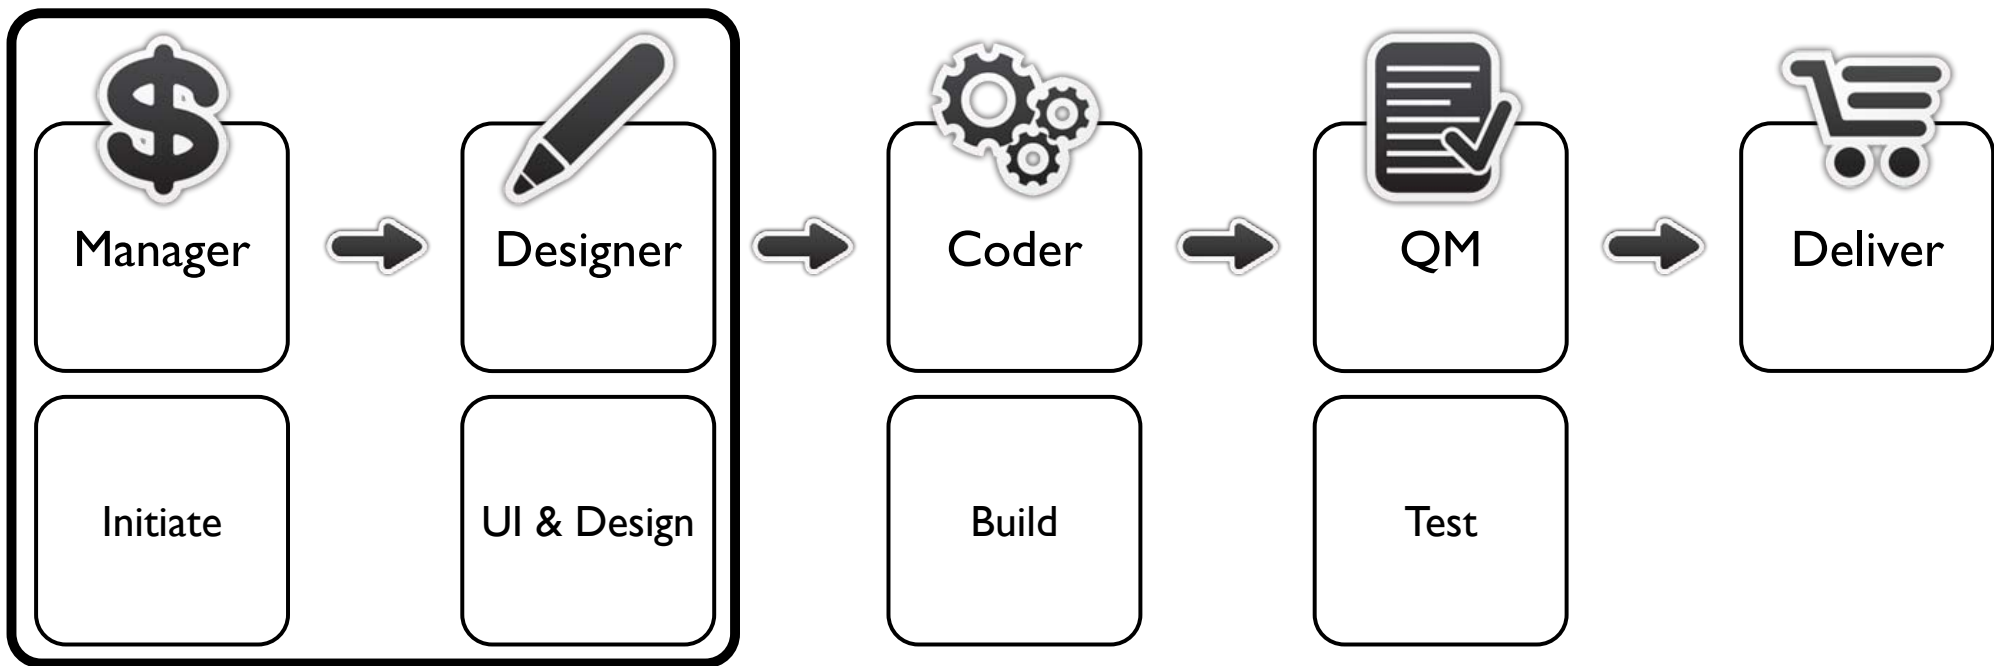 Manager
Designer
Coder
QM
Deliver
Initiate
UI & Design
Build
Test